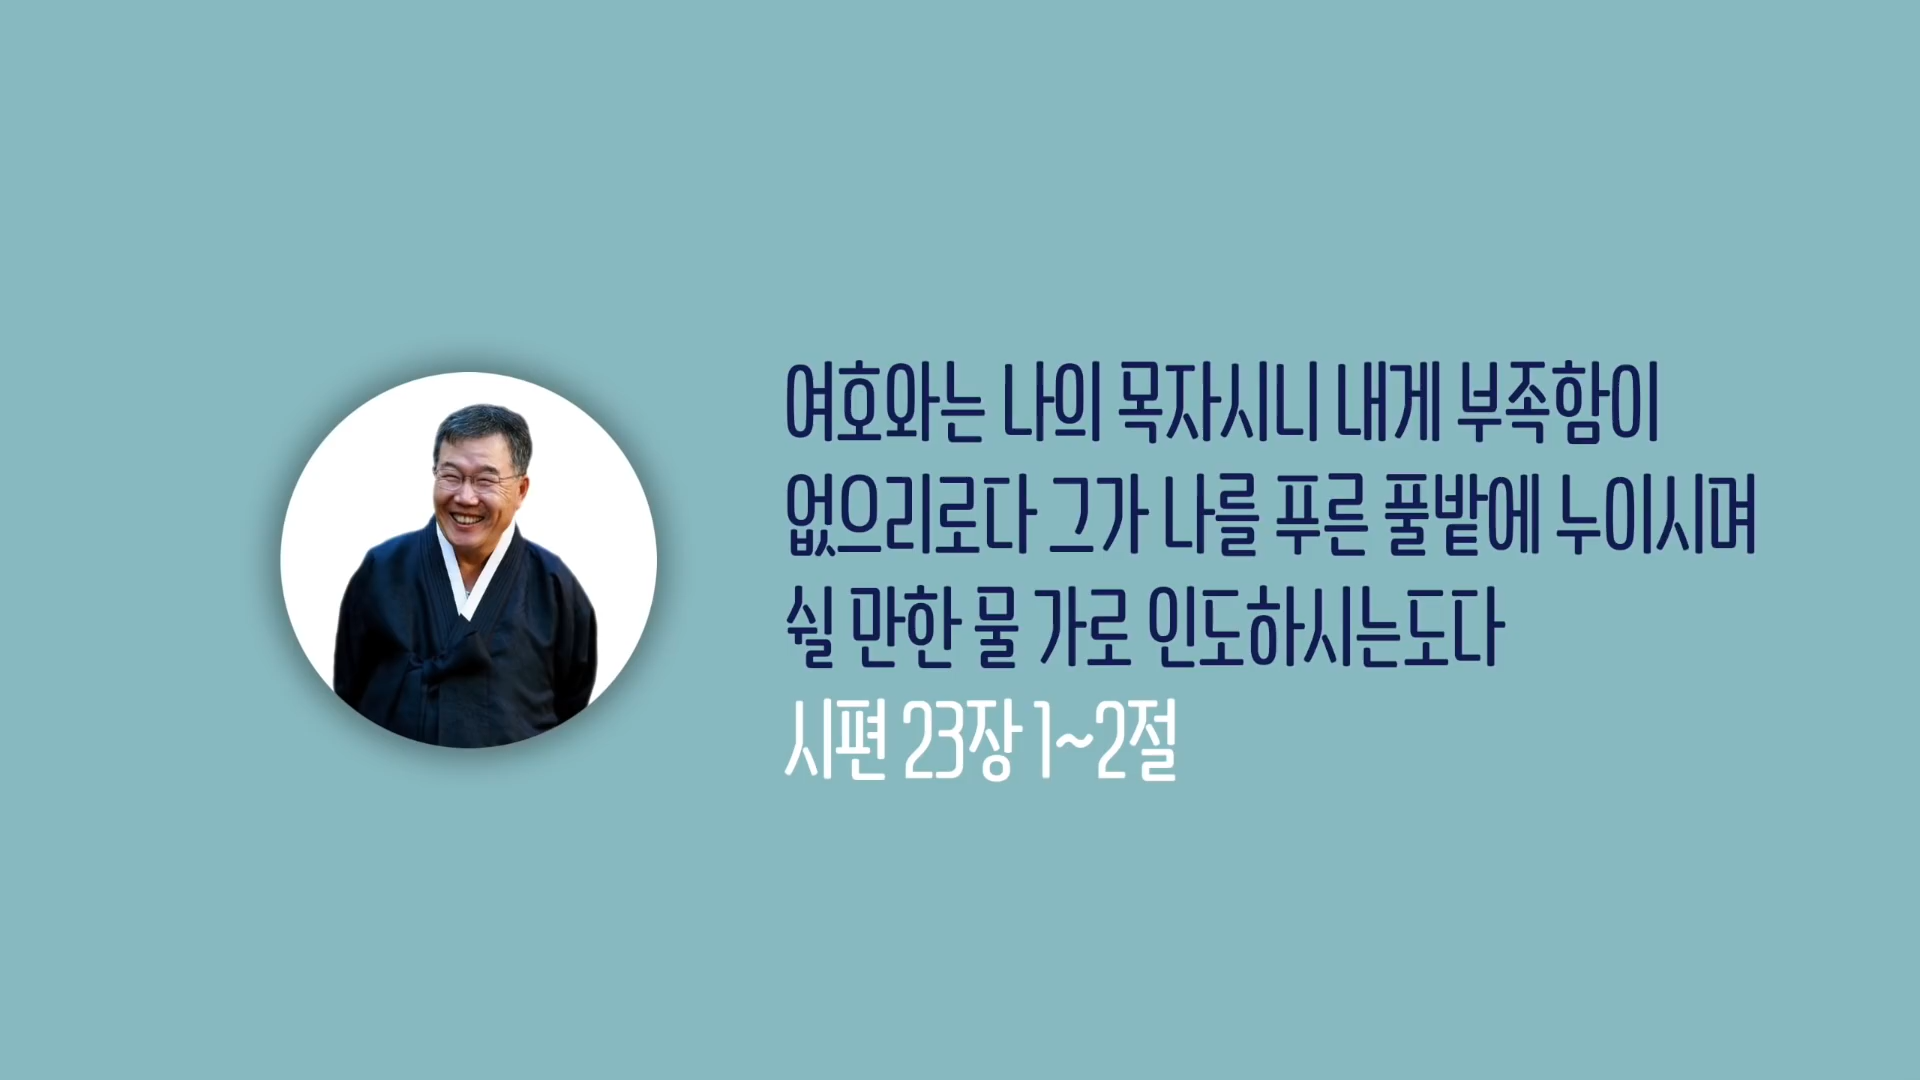 여호와는 나의 목자시니 내게 부족함이
없으리로다 그가 나를 푸른 풀밭에 누이시며
쉴 만한 물 가로 인도하시는도다
시편 23장 1~2절